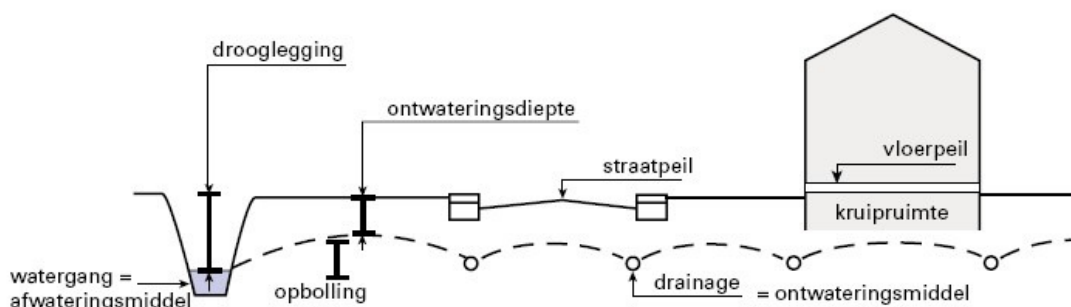 drooglegging
ontwateringsdiepte
straatpeil
vloerpeil
kruipruimte
watergang =
afwateringsmiddel
opbolling
drainage = ontwateringsmiddel